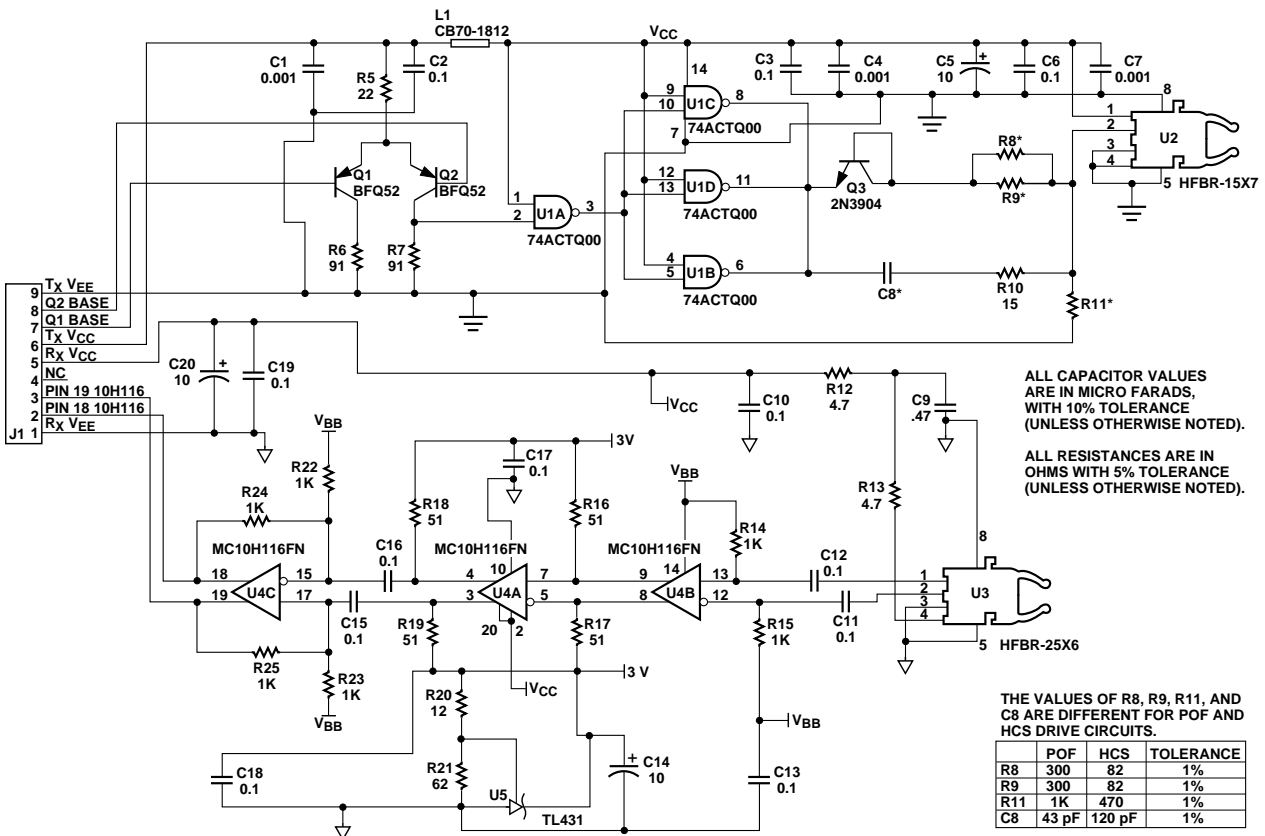 L1
CB70-1812
VCC
C1
0.001
C2
0.1
R5
22
14
C3
0.1
C4
0.001
C5
10
+
C6
0.1
C7
0.001
9
10
U1C
8
74ACTQ00
7
8
1
2
U2
3
4
5
HFBR-15X7
Q1
BFQ52
Q2
BFQ52
12
13
U1D
11
74ACTQ00
Q3
2N3904
R8*
R9*
1
2
U1A
3
74ACTQ00
R6
91
R7
91
4
5
U1B
6
74ACTQ00
C8*
R10
15
R11*
9 TX VEE
8 Q2 BASE
7 Q1 BASE
6 TX VCC
5 RX VCC
4 NC
3 PIN 19 10H116
2 PIN 18 10H116
J1 1 RX VEE
C20
10
+
C19
0.1
VCC
C10
0.1
R12
4.7
C9
.47
ALL CAPACITOR VALUES
ARE IN MICRO FARADS,
WITH 10% TOLERANCE
(UNLESS OTHERWISE NOTED).
ALL RESISTANCES ARE IN
OHMS WITH 5% TOLERANCE
(UNLESS OTHERWISE NOTED).
VBB
R22
1K
R24
1K
C17
0.1
3V
R18
51
R16
51
VBB
R14
1K
R13
4.7
MC10H116FN
18
19
U4C
15
17
C16
0.1
MC10H116FN
10
4
3
U4A
7
5
20
2
MC10H116FN
14
9
8
U4B
13
12
C12
0.1
C11
0.1
8
1
2
3
4
U3
5
HFBR-25X6
C15
0.1
R19
51
R17
51
R15
1K
R25
1K
R23
1K
VBB
3 V
VCC
R20
12
VBB
R21
62
U5
TL431
+
C14
10
C13
0.1
C18
0.1
THE VALUES OF R8, R9, R11, AND
C8 ARE DIFFERENT FOR POF AND
HCS DRIVE CIRCUITS.
POF HCS TOLERANCE
R8 300 82 1%
R9 300 82 1%
R11 1K 470 1%
C8 43 pF 120 pF 1%